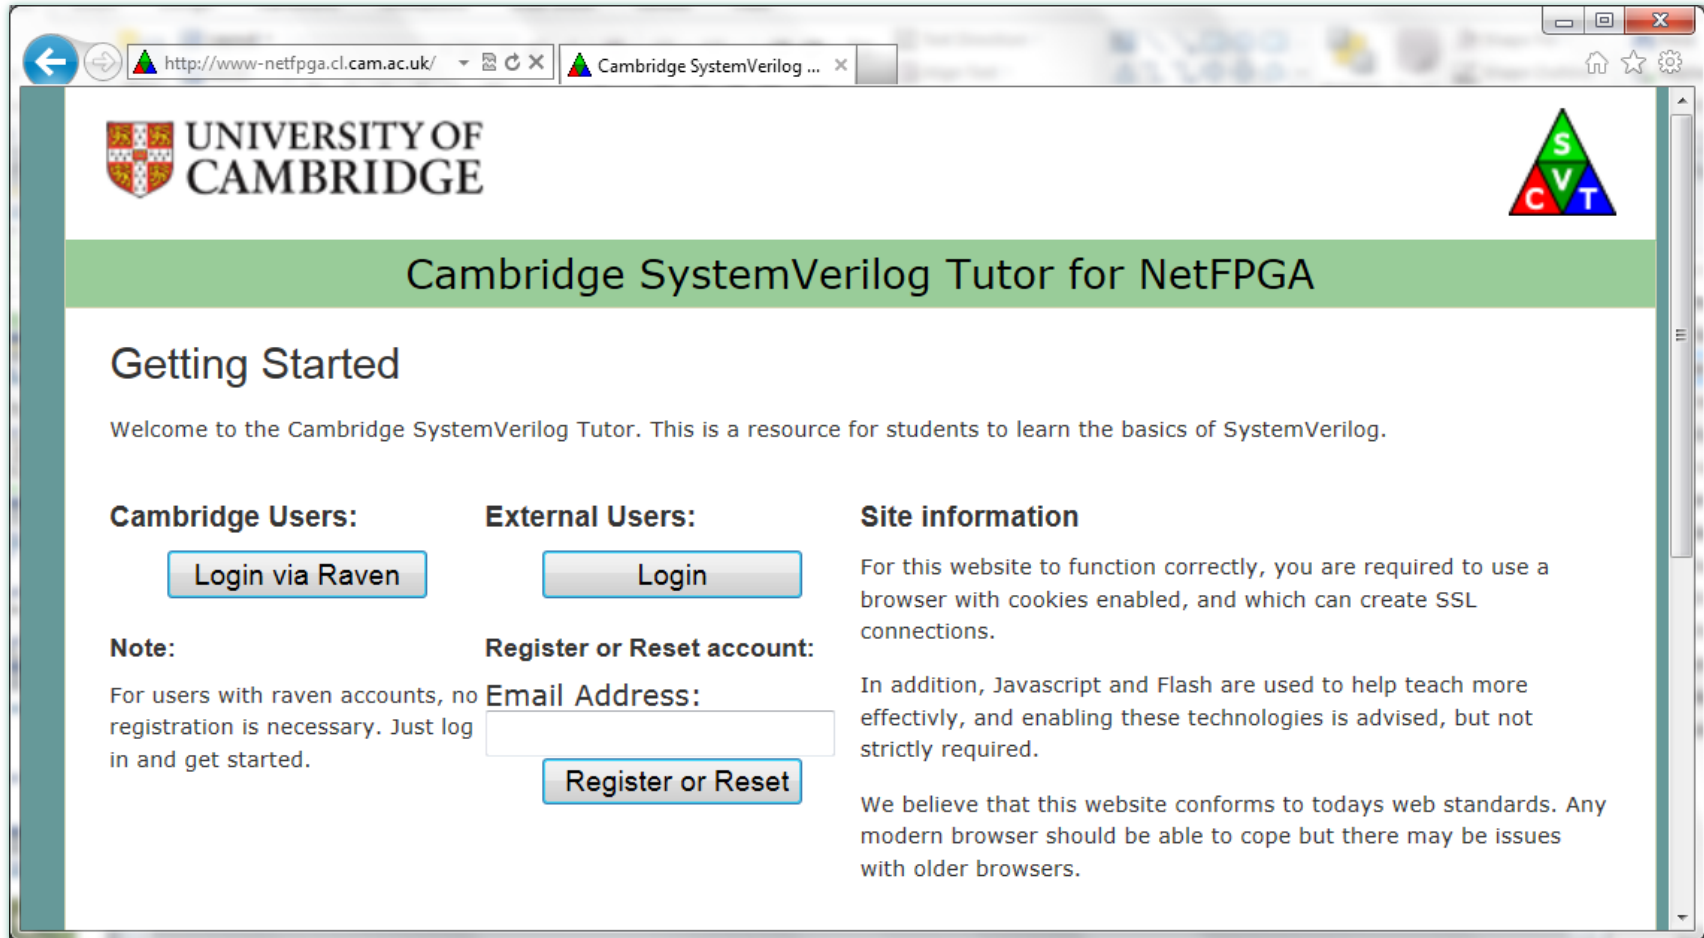 http://www-netfpga.cl.cam.ac.uk/
Cambridge SystemVerilog ...
UNIVERSITY OF
CAMBRIDGE
S
C V T
Cambridge SystemVerilog Tutor for NetFPGA
Getting Started
Welcome to the Cambridge SystemVerilog Tutor. This is a resource for students to learn the basics of SystemVerilog.
Cambridge Users:
Login via Raven
Note:
For users with raven accounts, no
registration is necessary. Just log
in and get started.
External Users:
Login
Register or Reset account:
Email Address:
Register or Reset
Site information
For this website to function correctly, you are required to use a
browser with cookies enabled, and which can create SSL
connections.
In addition, Javascript and Flash are used to help teach more
effectivly, and enabling these technologies is advised, but not
strictly required.
We believe that this website conforms to todays web standards. Any
modern browser should be able to cope but there may be issues
with older browsers.